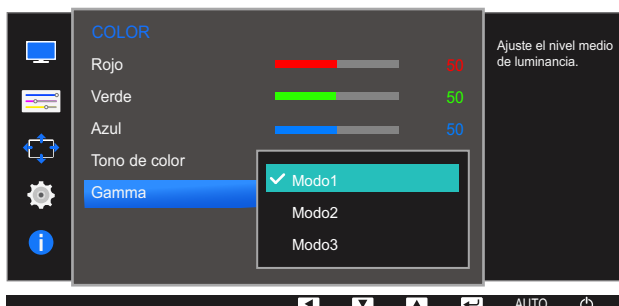 COLOR
Rojo 50
Verde 50
Azul 50
Tono de color
Gamma
Modo1
Modo2
Modo3
Ajuste el nivel medio
de luminancia.
AUTO